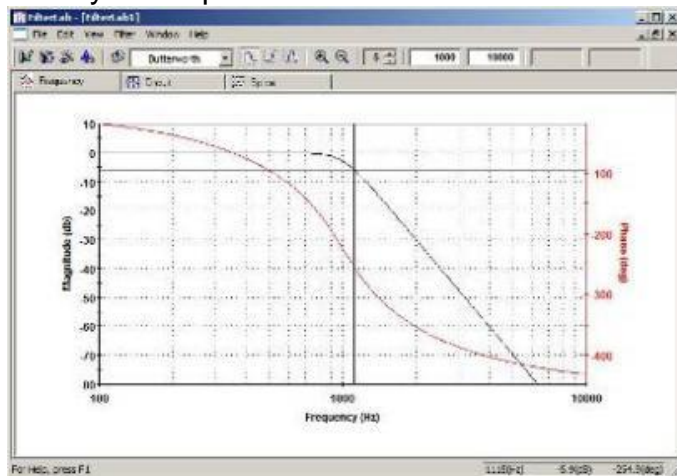 FilterLab - [FilterLab1]
File Edit View Filter Window Help
Butterworth 5 1000 10000
Frequency Circuit Spice
10
0
-10
-20
-30
-40
-50
-60
-70
-80
Magnitude (db)
-100
-200
-300
-400
Phase (deg)
100 1000 10000
Frequency (Hz)
For Help, press F1